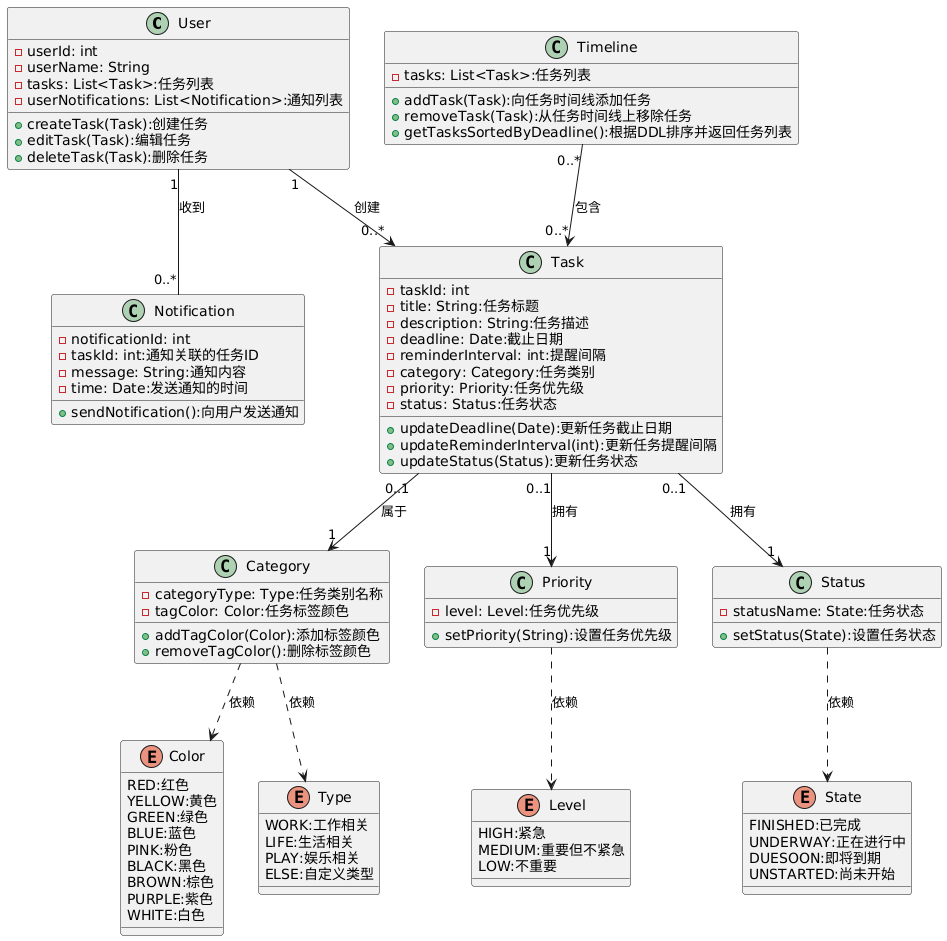 User
userId: int
userName: String
tasks: List<Task>:任务列表
userNotifications: List<Notification>:通知列表
createTask(Task):创建任务
editTask(Task):编辑任务
deleteTask(Task):删除任务
Timeline
tasks: List<Task>:任务列表
addTask(Task):向任务时间线添加任务
removeTask(Task):从任务时间线上移除任务
getTasksSortedByDeadline():根据DDL排序并返回任务列表
1
收到
0..*
1
创建
0..*
0..*
包含
0..*
Notification
notificationId: int
taskId: int:通知关联的任务ID
message: String:通知内容
time: Date:发送通知的时间
sendNotification():向用户发送通知
Task
taskId: int
title: String:任务标题
description: String:任务描述
deadline: Date:截止日期
reminderInterval: int:提醒间隔
category: Category:任务类别
priority: Priority:任务优先级
status: Status:任务状态
updateDeadline(Date):更新任务截止日期
updateReminderInterval(int):更新任务提醒间隔
updateStatus(Status):更新任务状态
0..1
属于
1
0..1
拥有
1
0..1
拥有
1
Category
categoryType: Type:任务类别名称
tagColor: Color:任务标签颜色
addTagColor(Color):添加标签颜色
removeTagColor():删除标签颜色
Priority
level: Level:任务优先级
setPriority(String):设置任务优先级
Status
statusName: State:任务状态
setStatus(State):设置任务状态
依赖
依赖
依赖
依赖
Color
RED:红色
YELLOW:黄色
GREEN:绿色
BLUE:蓝色
PINK:粉色
BLACK:黑色
BROWN:棕色
PURPLE:紫色
WHITE:白色
Type
WORK:工作相关
LIFE:生活相关
PLAY:娱乐相关
ELSE:自定义类型
Level
HIGH:紧急
MEDIUM:重要但不紧急
LOW:不重要
State
FINISHED:已完成
UNDERWAY:正在进行中
DUESOON:即将到期
UNSTARTED:尚未开始